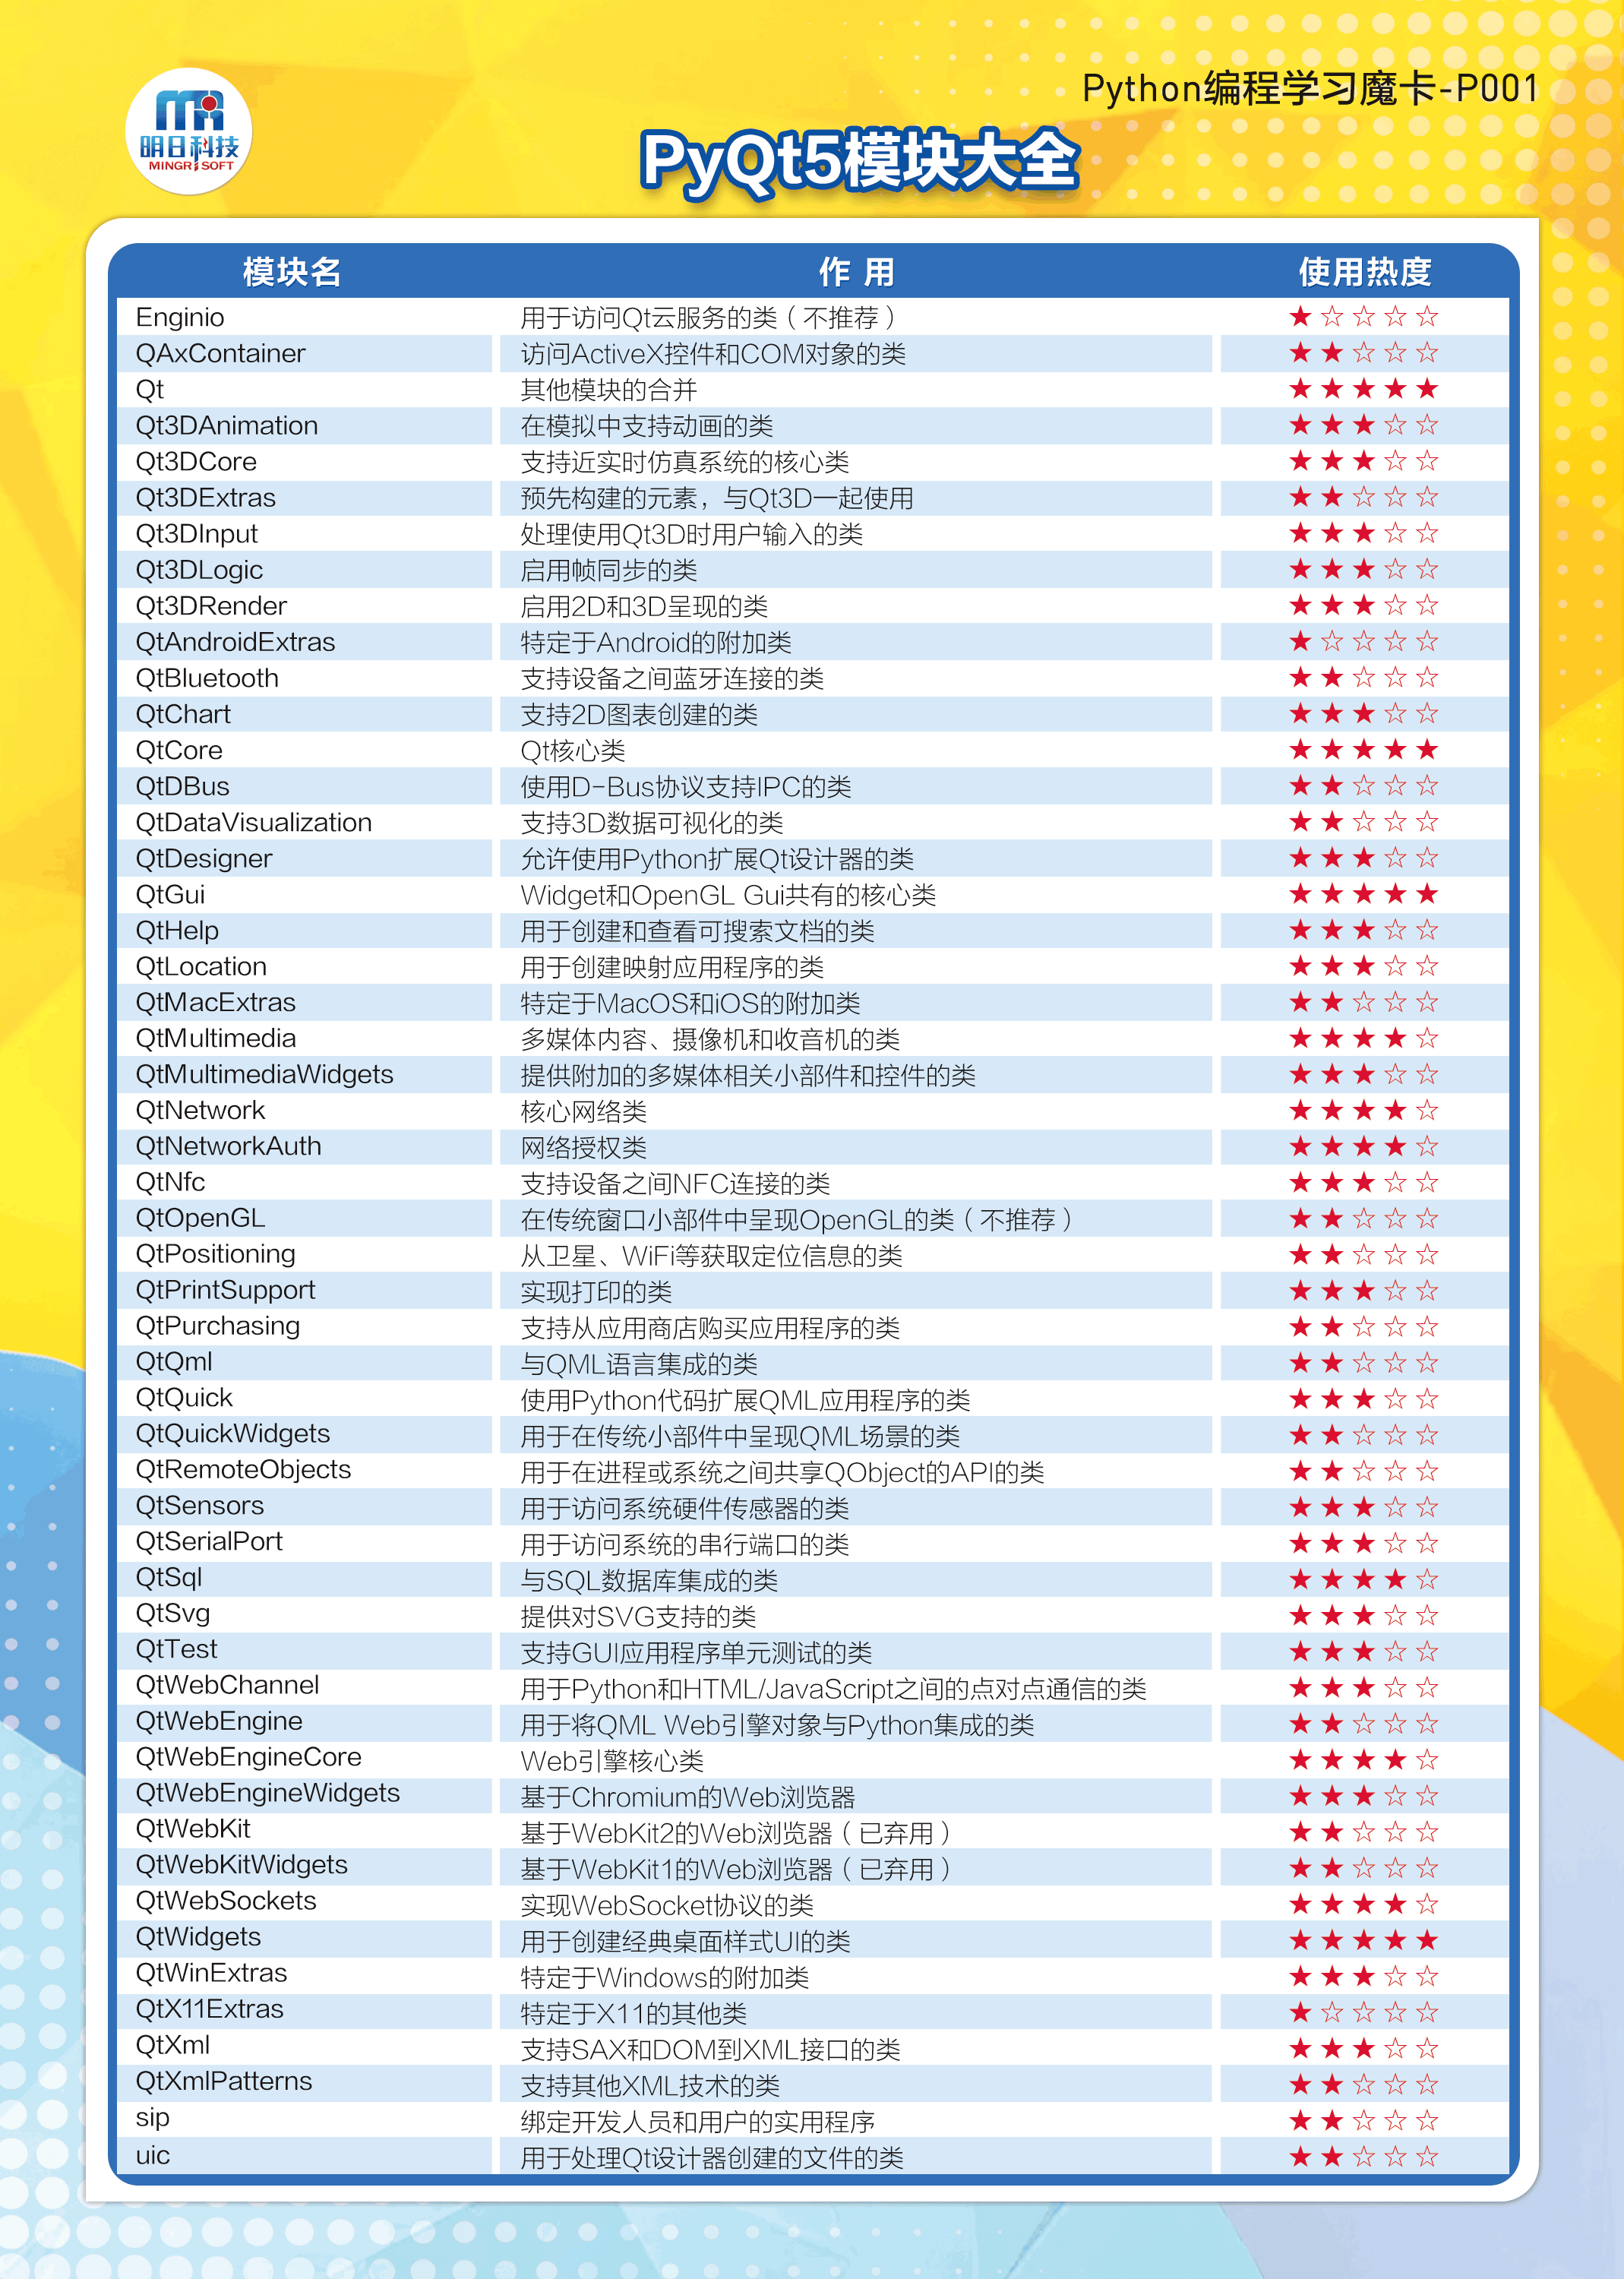 Python编程学习魔卡-P001
明日科技
MINGRISOFT
PyQt5模块大全
模块名 作 用 使用热度
Enginio 用于访问Qt云服务的类（不推荐） ★☆☆☆☆
QAxContainer 访问ActiveX控件和COM对象的类 ★★☆☆☆
Qt 其他模块的合并 ★★★★★
Qt3DAnimation 在模拟中支持动画的类 ★★★☆☆
Qt3DCore 支持近实时仿真系统的核心类 ★★★☆☆
Qt3DExtras 预先构建的元素，与Qt3D一起使用 ★★☆☆☆
Qt3DInput 处理使用Qt3D时用户输入的类 ★★★☆☆
Qt3DLogic 启用帧同步的类 ★★★☆☆
Qt3DRender 启用2D和3D呈现的类 ★★★☆☆
QtAndroidExtras 特定于Android的附加类 ★☆☆☆☆
QtBluetooth 支持设备之间蓝牙连接的类 ★★☆☆☆
QtChart 支持2D图表创建的类 ★★★☆☆
QtCore Qt核心类 ★★★★★
QtDBus 使用D-Bus协议支持IPC的类 ★★☆☆☆
QtDataVisualization 支持3D数据可视化的类 ★★☆☆☆
QtDesigner 允许使用Python扩展Qt设计器的类 ★★★☆☆
QtGui Widget和OpenGL Gui共有的核心类 ★★★★★
QtHelp 用于创建和查看可搜索文档的类 ★★★☆☆
QtLocation 用于创建映射应用程序的类 ★★★☆☆
QtMacExtras 特定于MacOS和iOS的附加类 ★★☆☆☆
QtMultimedia 多媒体内容、摄像机和收音机的类 ★★★★☆
QtMultimediaWidgets 提供附加的多媒体相关小部件和控件的类 ★★★☆☆
QtNetwork 核心网络类 ★★★★☆
QtNetworkAuth 网络授权类 ★★★★☆
QtNfc 支持设备之间NFC连接的类 ★★★☆☆
QtOpenGL 在传统窗口小部件中呈现OpenGL的类（不推荐） ★★☆☆☆
QtPositioning 从卫星、WiFi等获取定位信息的类 ★★☆☆☆
QtPrintSupport 实现打印的类 ★★★☆☆
QtPurchasing 支持从应用商店购买应用程序的类 ★★☆☆☆
QtQml 与QML语言集成的类 ★★☆☆☆
QtQuick 使用Python代码扩展QML应用程序的类 ★★★☆☆
QtQuickWidgets 用于在传统小部件中呈现QML场景的类 ★★☆☆☆
QtRemoteObjects 用于在进程或系统之间共享QObject的API的类 ★★☆☆☆
QtSensors 用于访问系统硬件传感器的类 ★★★☆☆
QtSerialPort 用于访问系统的串行端口的类 ★★★☆☆
QtSql 与SQL数据库集成的类 ★★★★☆
QtSvg 提供对SVG支持的类 ★★★☆☆
QtTest 支持GUI应用程序单元测试的类 ★★★☆☆
QtWebChannel 用于Python和HTML/JavaScript之间的点对点通信的类 ★★★☆☆
QtWebEngine 用于将QML Web引擎对象与Python集成的类 ★★☆☆☆
QtWebEngineCore Web引擎核心类 ★★★★☆
QtWebEngineWidgets 基于Chromium的Web浏览器 ★★★☆☆
QtWebKit 基于WebKit2的Web浏览器（已弃用） ★★☆☆☆
QtWebKitWidgets 基于WebKit1的Web浏览器（已弃用） ★★☆☆☆
QtWebSockets 实现WebSocket协议的类 ★★★★☆
QtWidgets 用于创建经典桌面样式UI的类 ★★★★★
QtWinExtras 特定于Windows的附加类 ★★★☆☆
QtX11Extras 特定于X11的其他类 ★☆☆☆☆
QtXml 支持SAX和DOM到XML接口的类 ★★★☆☆
QtXmlPatterns 支持其他XML技术的类 ★★☆☆☆
sip 绑定开发人员和用户的实用程序 ★★☆☆☆
uic 用于处理Qt设计器创建的文件的类 ★★☆☆☆